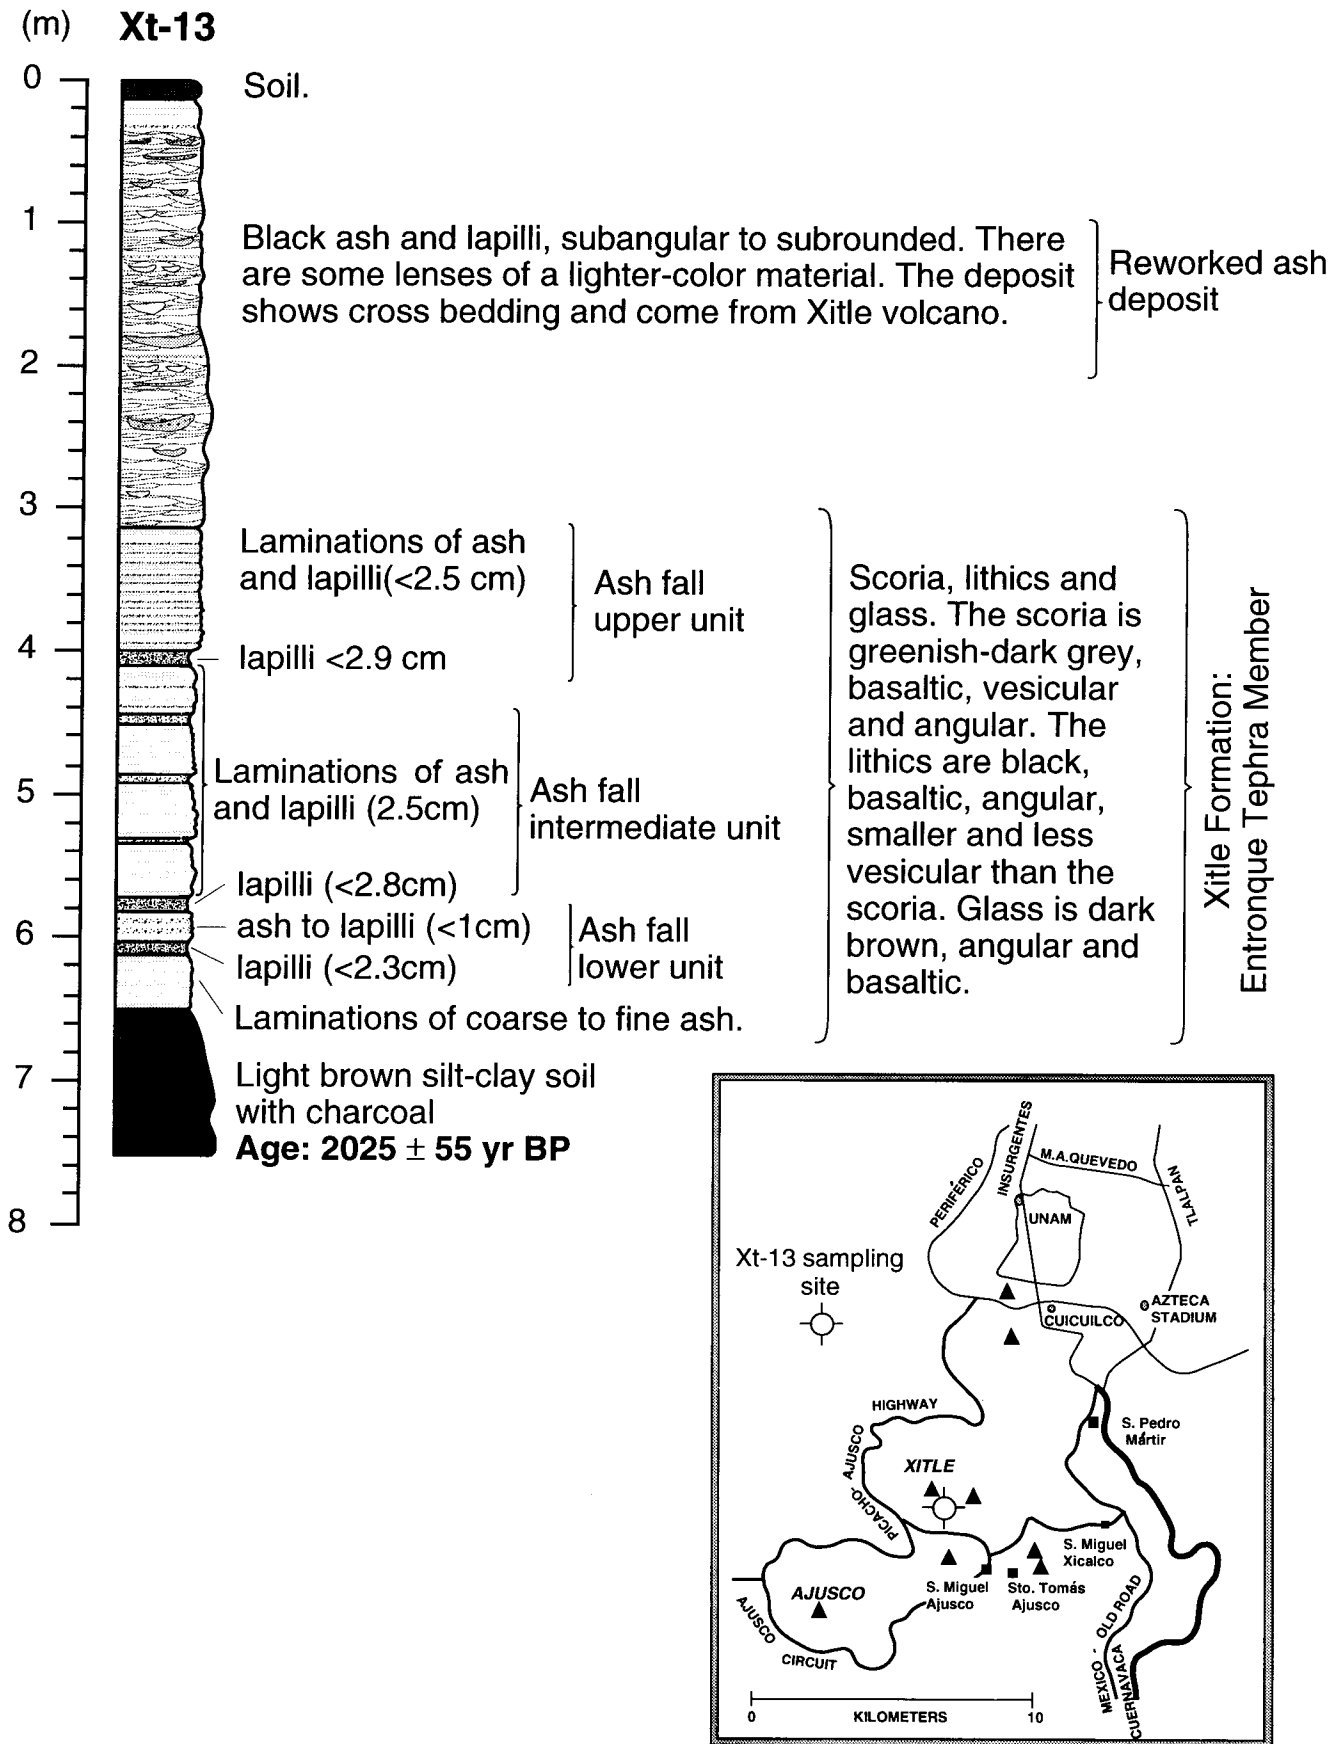 (m) Xt-13
0
1
2
3
4
5
6
7
8
Soil.
Black ash and lapilli, subangular to subrounded. There
are some lenses of a lighter-color material. The deposit
shows cross bedding and come from Xitle volcano.
Reworked ash
deposit
Laminations of ash
and lapilli(<2.5 cm)
Ash fall
upper unit
lapilli <2.9 cm
Laminations of ash
and lapilli (2.5cm)
Ash fall
intermediate unit
lapilli (<2.8cm)
ash to lapilli (<1cm)
lapilli (<2.3cm)
Ash fall
lower unit
Laminations of coarse to fine ash.
Scoria, lithics and
glass. The scoria is
greenish-dark grey,
basaltic, vesicular
and angular. The
lithics are black,
basaltic, angular,
smaller and less
vesicular than the
scoria. Glass is dark
brown, angular and
basaltic.
Xitle Formation:
Entronque Tephra Member
Light brown silt-clay soil
with charcoal
Age: 2025 ± 55 yr BP
Xt-13 sampling
site
PERIFÉRICO
INSURGENTES
M.A.QUEVEDO
TLALPAN
UNAM
CUICUILCO
AZTECA
STADIUM
HIGHWAY
AJUSCO
PICACHO-
XITLE
S. Pedro
Mártir
S. Miguel
Xicalco
S. Miguel
Ajusco
Sto. Tomás
Ajusco
AJUSCO
AJUSCO
CIRCUIT
OLD ROAD
MEXICO -
CUERNAVACA
0
KILOMETERS
10